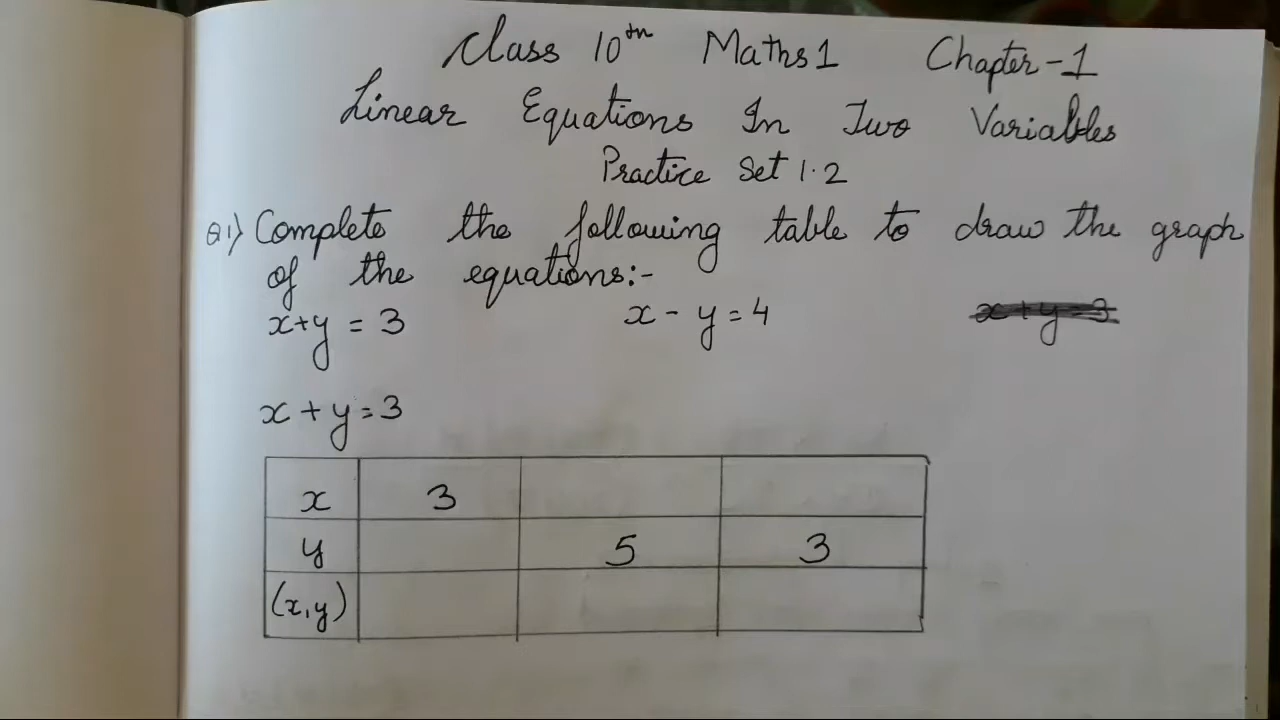 Class 10th Maths 1 Chapter-1
Linear Equations In Two Variables
Practice Set 1.2
Q1) Complete the following table to draw the graph
of the equations:-
x+y = 3 x - y = 4 x + y = 3
x + y = 3
x 3
y 5 3
(x,y)